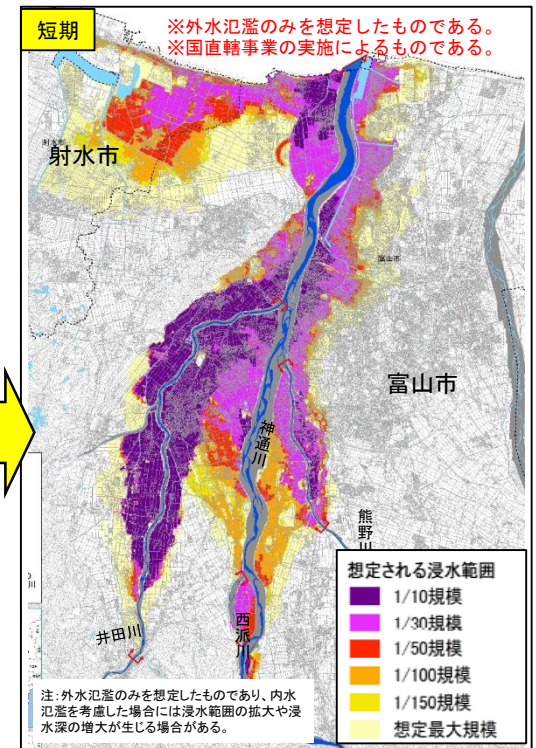 短期
※外水氾濫のみを想定したものである。
※国直轄事業の実施によるものである。
射水市
射水市
富山市
富山市
神通川
熊野川
西派川
井田川
想定される浸水範囲
1/10規模
1/30規模
1/50規模
1/100規模
1/150規模
想定最大規模
注:外水氾濫のみを想定したものであり、内水
氾濫を考慮した場合には浸水範囲の拡大や浸
水深の増大が生じる場合がある。